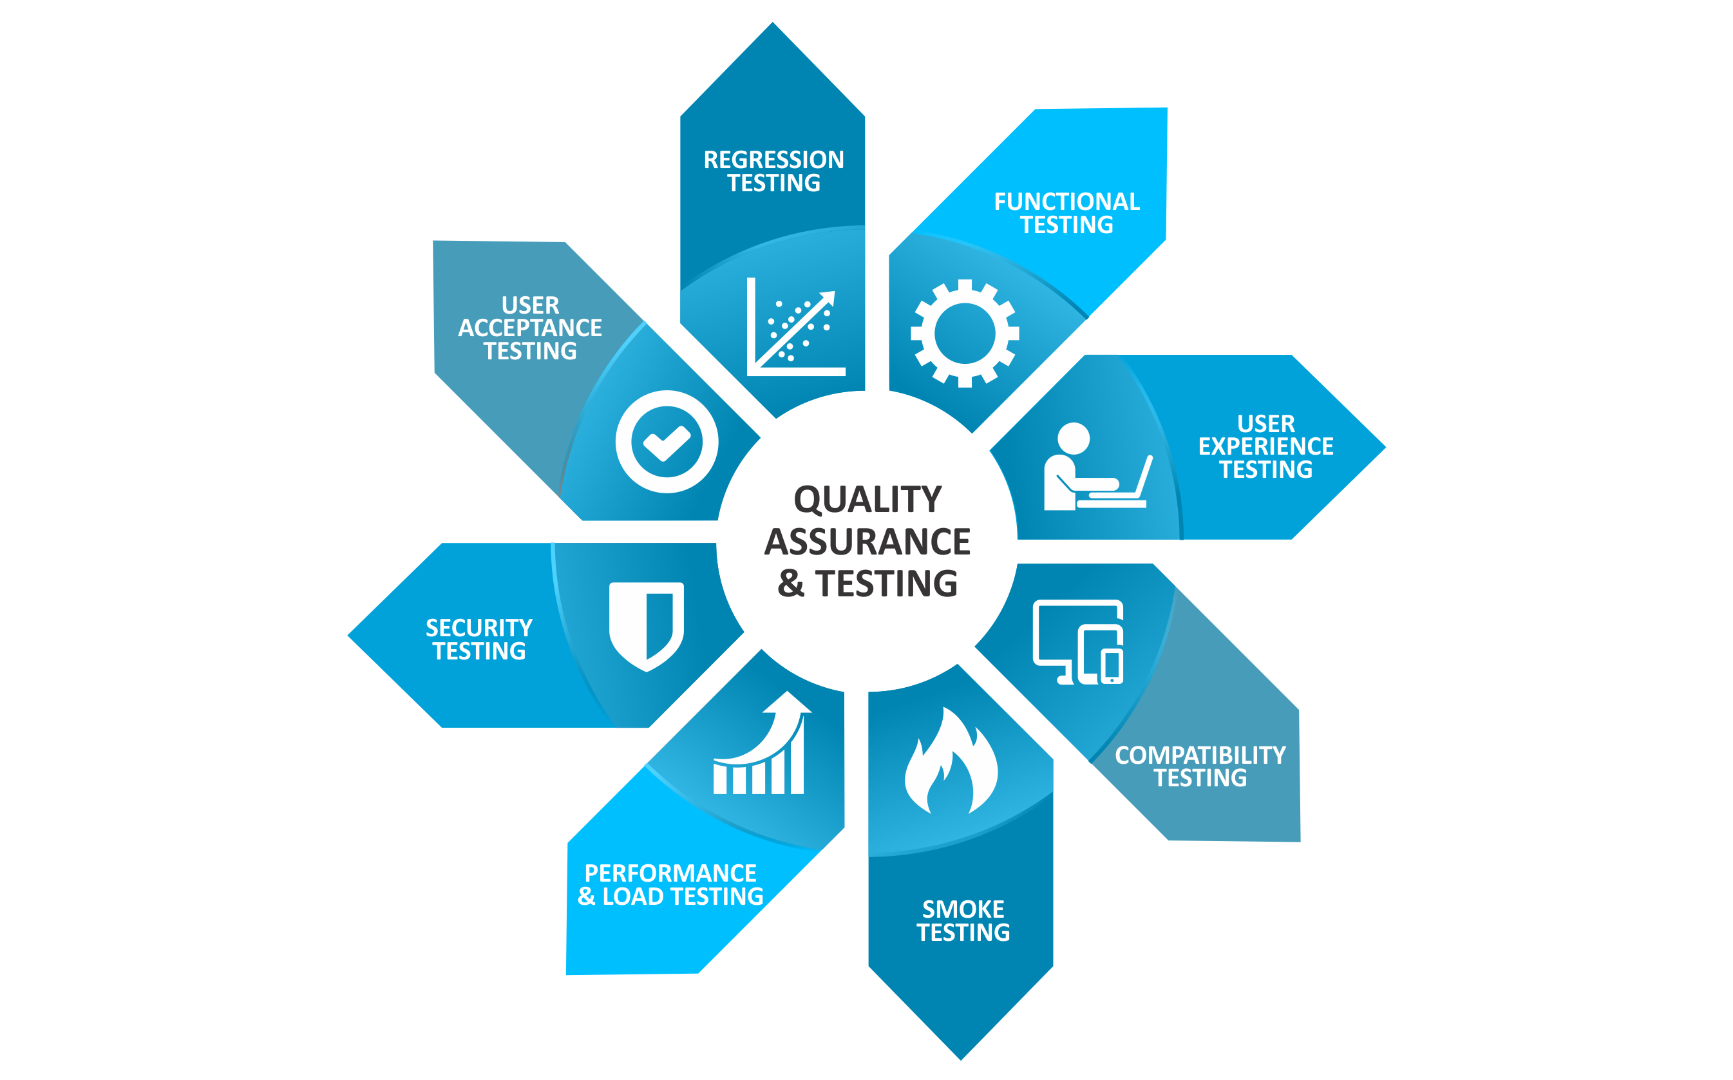 REGRESSION
TESTING
FUNCTIONAL
TESTING
USER
EXPERIENCE
TESTING
COMPATIBILITY
TESTING
SMOKE
TESTING
PERFORMANCE
& LOAD TESTING
SECURITY
TESTING
USER
ACCEPTANCE
TESTING
QUALITY
ASSURANCE
& TESTING